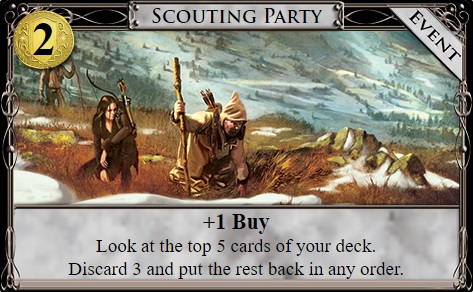 SCOUTING PARTY
2
EVENT
+1 Buy
Look at the top 5 cards of your deck.
Discard 3 and put the rest back in any order.